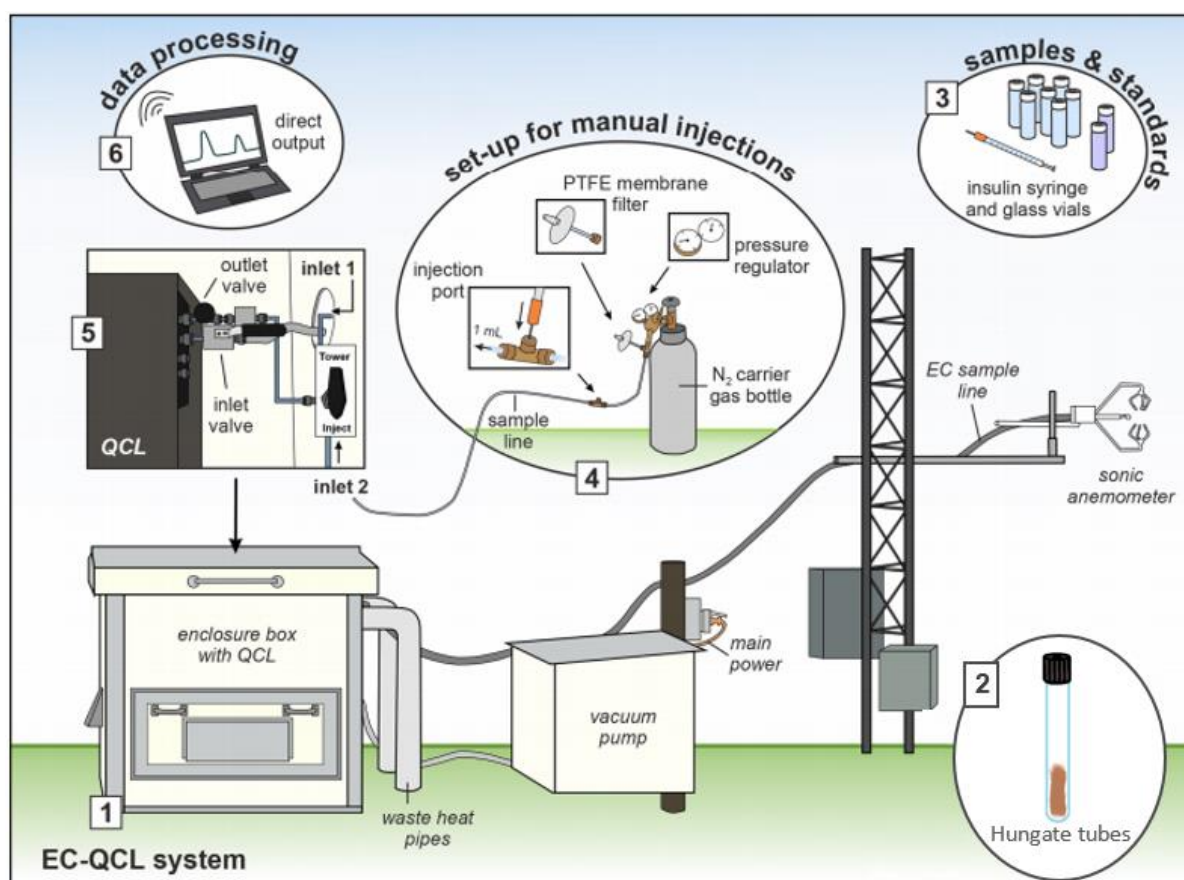 data processing
6
direct
output
set-up for manual injections
PTFE membrane
filter
pressure
regulator
injection
port
1 mL
N₂ carrier
gas bottle
sample
line
4
samples & standards
3
insulin syringe
and glass vials
outlet
valve
inlet 1
5
Tower
Inject
inlet
valve
QCL
inlet 2
EC sample
line
sonic
anemometer
enclosure box
with QCL
main
power
vacuum
pump
1
waste heat
pipes
2
Hungate tubes
EC-QCL system